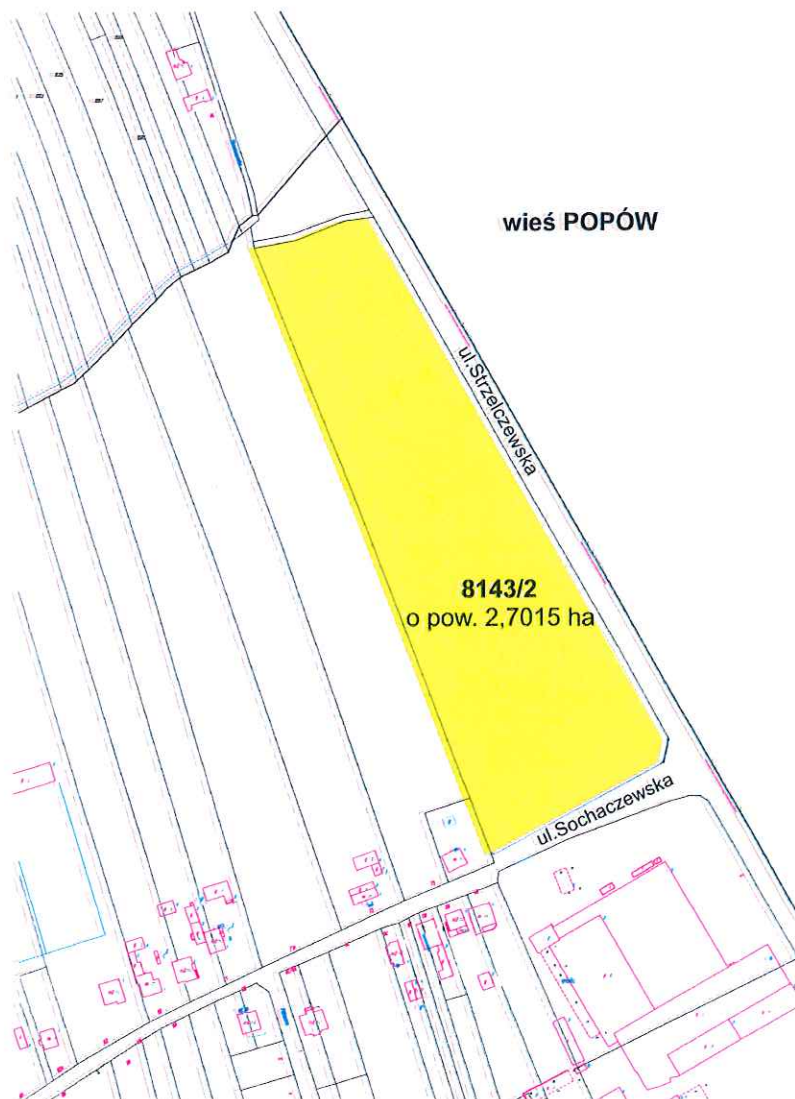 wieś POPÓW
ul.Strzelczewska
8143/2
o pow. 2,7015 ha
ul.Sochaczewska